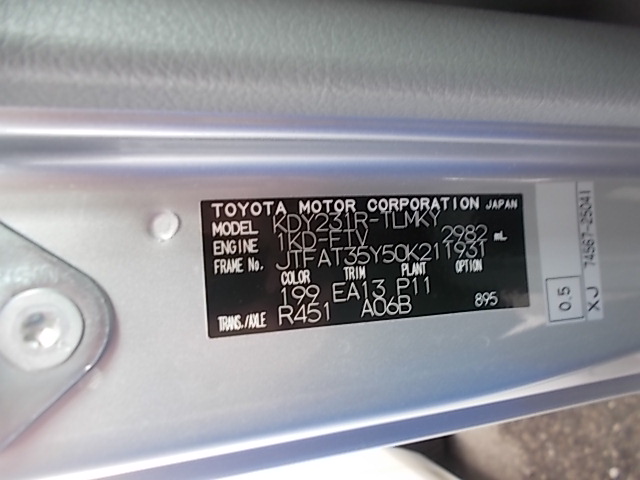 TOYOTA MOTOR CORPORATION JAPAN
MODEL KDY231R-TLMKY
ENGINE 1KD-FTV 2982 mL
FRAME No. JTFAT35Y50K211931
COLOR TRIM PLANT OPTION
199 EA13 P11
TRANS./AXLE R451 A06B 895
0.5
XJ 74567-25041